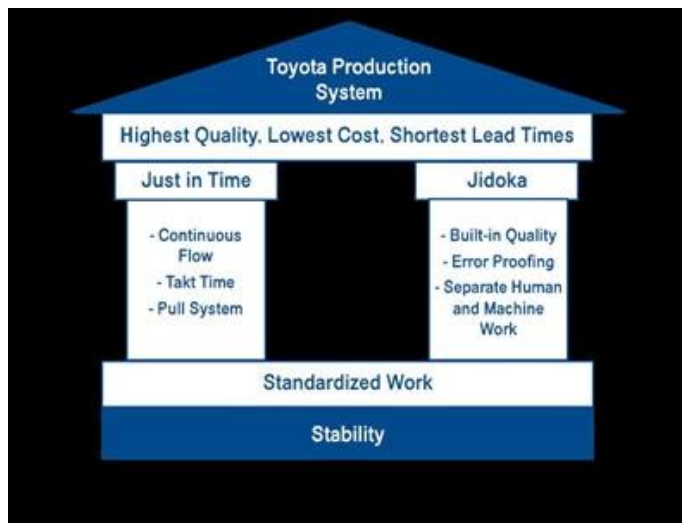 Toyota Production
System
Highest Quality, Lowest Cost, Shortest Lead Times
Just in Time
- Continuous
Flow
- Takt Time
- Pull System
Jidoka
- Built-in Quality
- Error Proofing
- Separate Human
and Machine
Work
Standardized Work
Stability